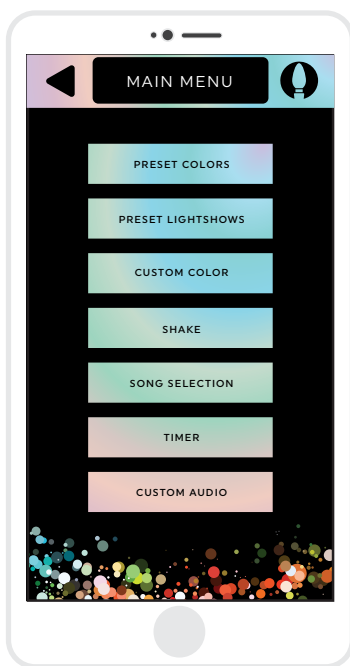 MAIN MENU
PRESET COLORS
PRESET LIGHTSHOWS
CUSTOM COLOR
SHAKE
SONG SELECTION
TIMER
CUSTOM AUDIO